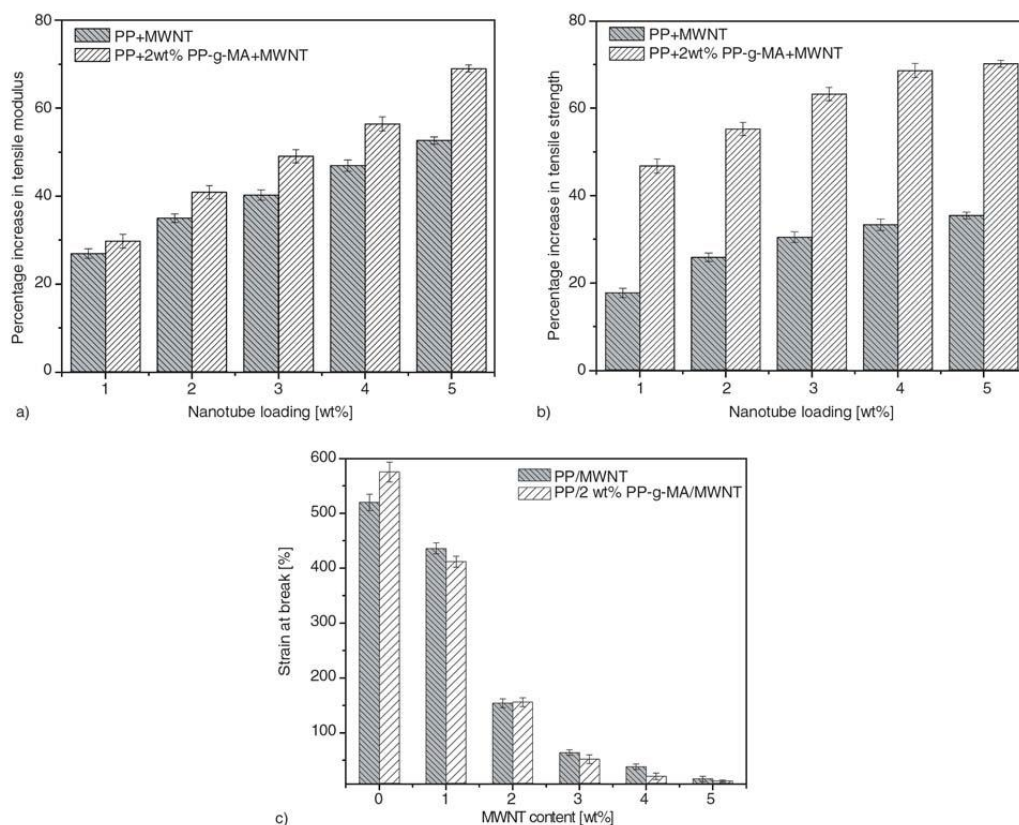 80
60
40
20
0
Percentage increase in tensile modulus
PP+MWNT
PP+2wt% PP-g-MA+MWNT
1 2 3 4 5
a) Nanotube loading [wt%]
80
60
40
20
0
Percentage increase in tensile strength
PP+MWNT
PP+2wt% PP-g-MA+MWNT
1 2 3 4 5
b) Nanotube loading [wt%]
600
500
400
300
200
100
Strain at break [%]
PP/MWNT
PP/2 wt% PP-g-MA/MWNT
0 1 2 3 4 5
c) MWNT content [wt%]